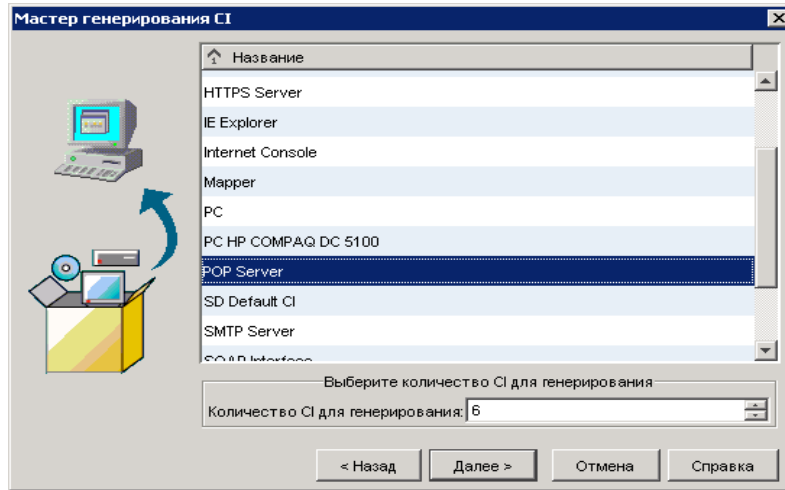 Мастер генерирования CI
Название
HTTPS Server
IE Explorer
Internet Console
Mapper
PC
PC HP COMPAQ DC 5100
POP Server
SD Default CI
SMTP Server
SOAP Interface
Выберите количество CI для генерирования
Количество CI для генерирования: 6
< Назад Далее > Отмена Справка